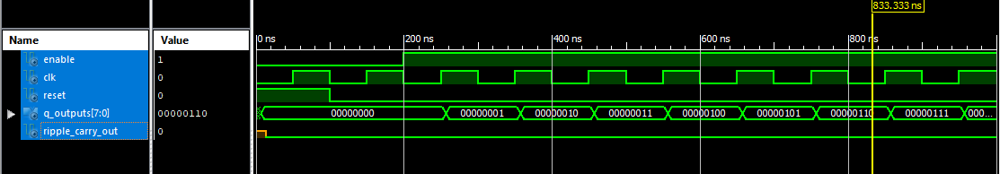 833.333 ns
Name Value 0 ns 200 ns 400 ns 600 ns 800 ns
enable 1
clk 0
reset 0
q_outputs[7:0] 00000110 00000000 00000001 00000010 00000011 00000100 00000101 00000110 00000111 000...
ripple_carry_out 0